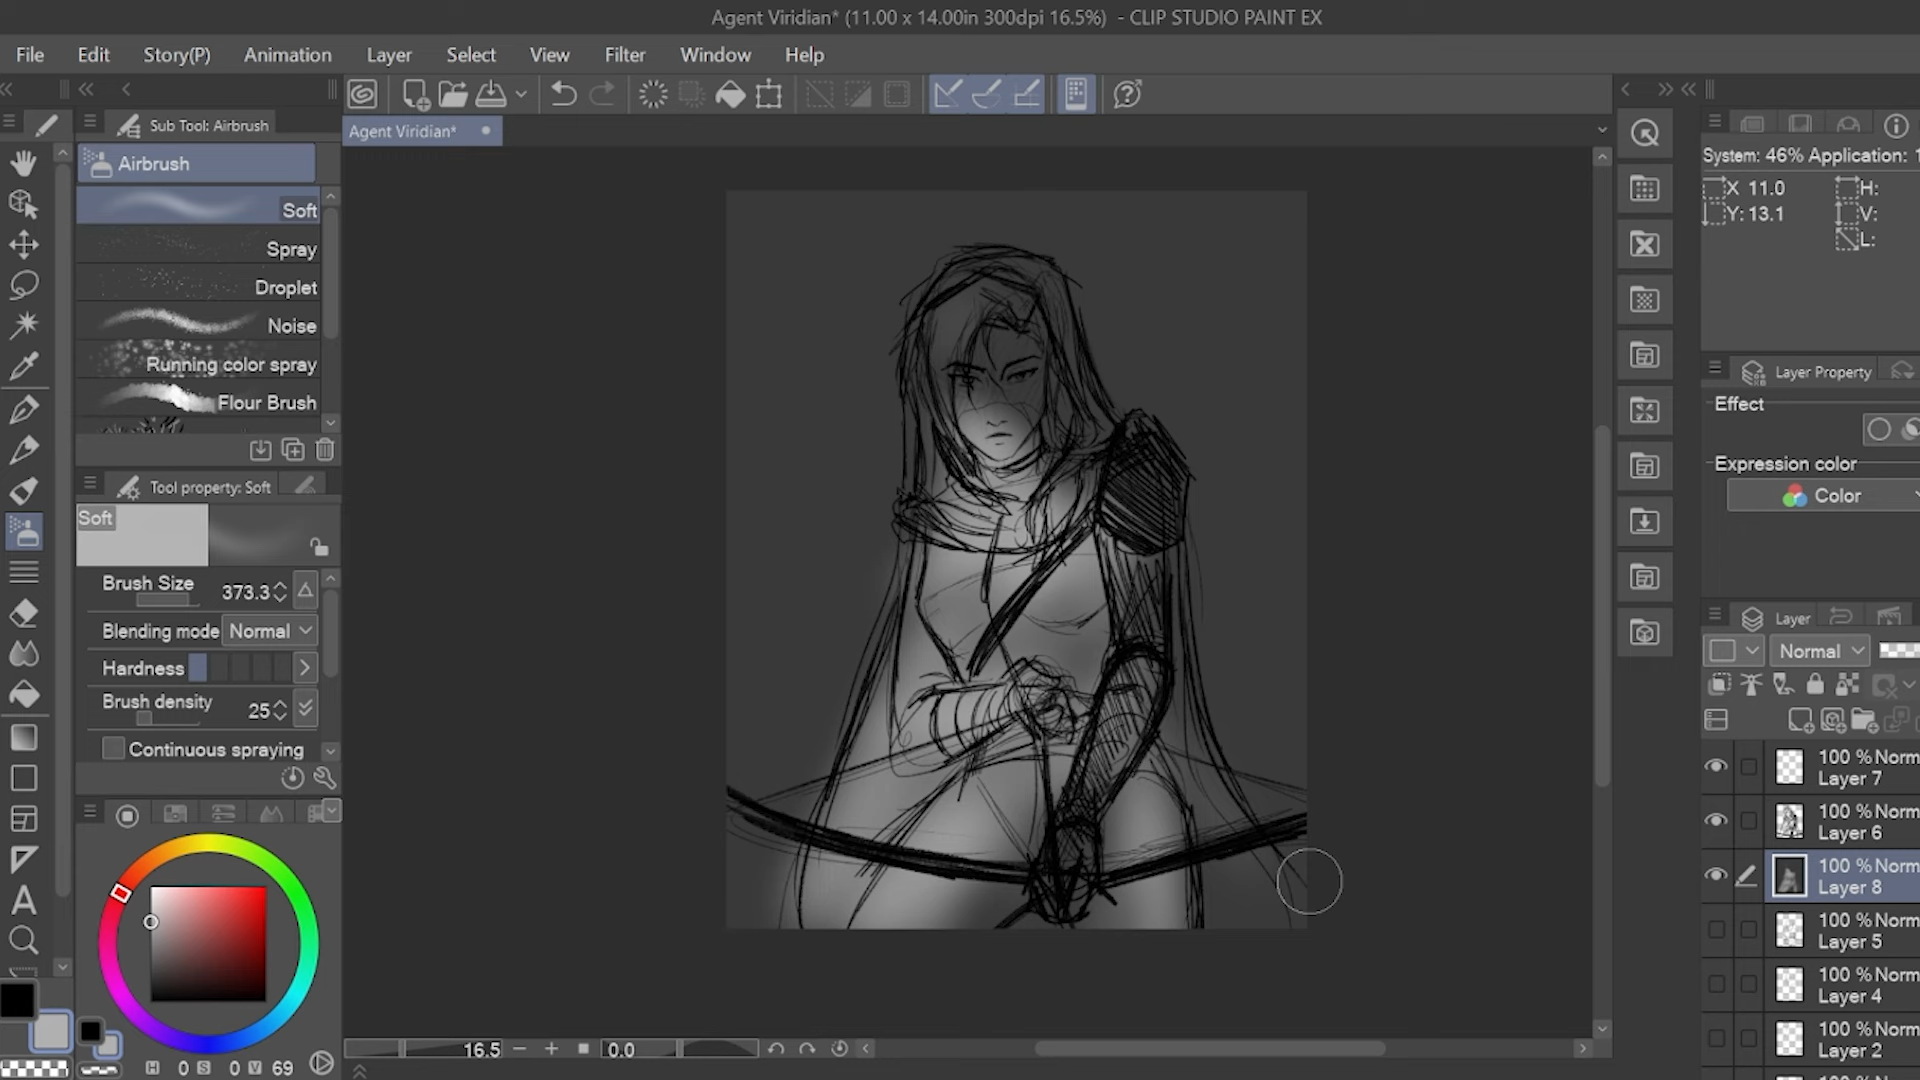 Agent Viridian* (11.00 x 14.00in 300dpi 16.5%) - CLIP STUDIO PAINT EX
File Edit Story(P) Animation Layer Select View Filter Window Help
Sub Tool: Airbrush
Agent Viridian*
Airbrush
Soft
Spray
Droplet
Noise
Running color spray
Flour Brush
Tool property: Soft
Soft
Brush Size 373.3
Blending mode Normal
Hardness
Brush density 25
Continuous spraying
H 0 S 0 V 69
16.5 0.0
System: 46% Application: 1
X 11.0 H:
Y: 13.1 V:
L:
Layer Property
Effect
Expression color
Color
Layer
Normal
100 % Norm
Layer 7
100 % Norm
Layer 6
100 % Norm
Layer 8
100 % Norm
Layer 5
100 % Norm
Layer 4
100 % Norm
Layer 2